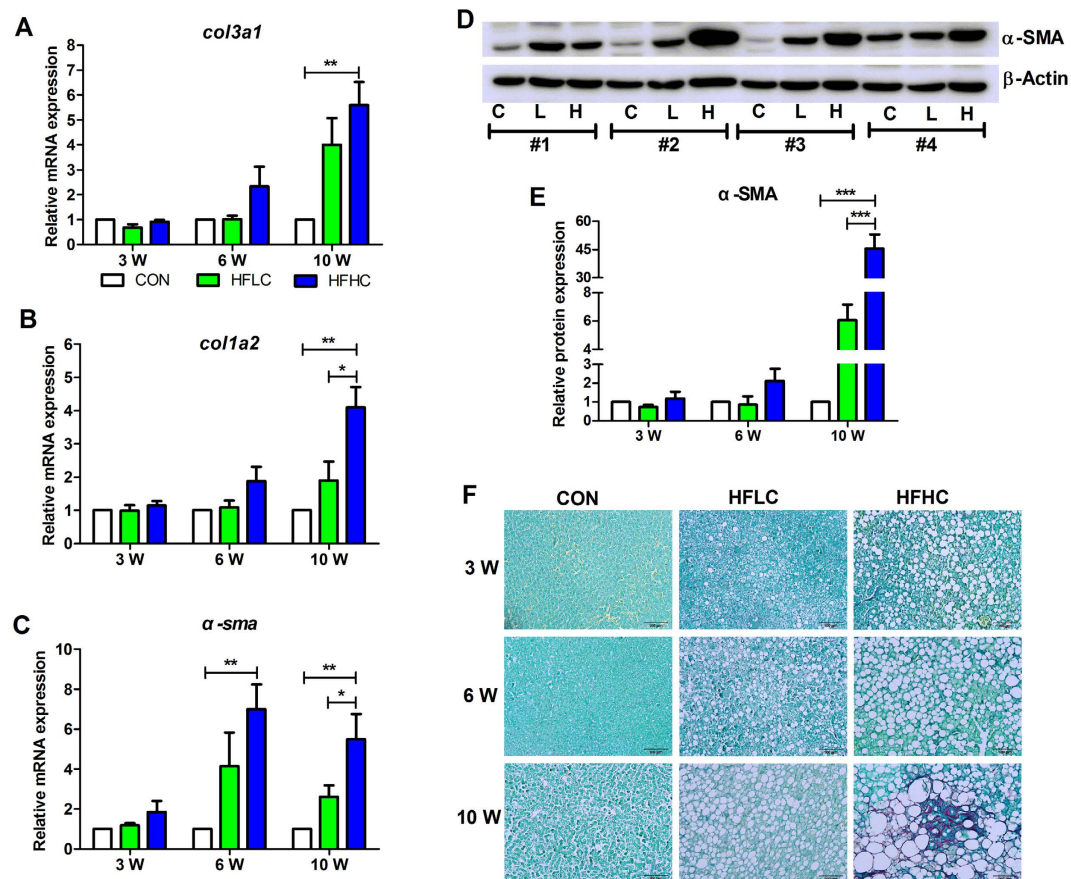 A
col3a1
Relative mRNA expression
8
7
6
5
4
3
2
1
0
**
3 W
6 W
10 W
CON
HFLC
HFHC
B
col1a2
Relative mRNA expression
6
5
4
3
2
1
0
**
*
3 W
6 W
10 W
C
α-sma
Relative mRNA expression
10
8
6
4
2
0
**
**
*
3 W
6 W
10 W
D
α-SMA
β-Actin
C L H C L H C L H C L H
#1 #2 #3 #4
E
α-SMA
Relative protein expression
60
45
30
8
6
4
3
2
1
0
***
***
3 W
6 W
10 W
F
CON HFLC HFHC
3 W
6 W
10 W